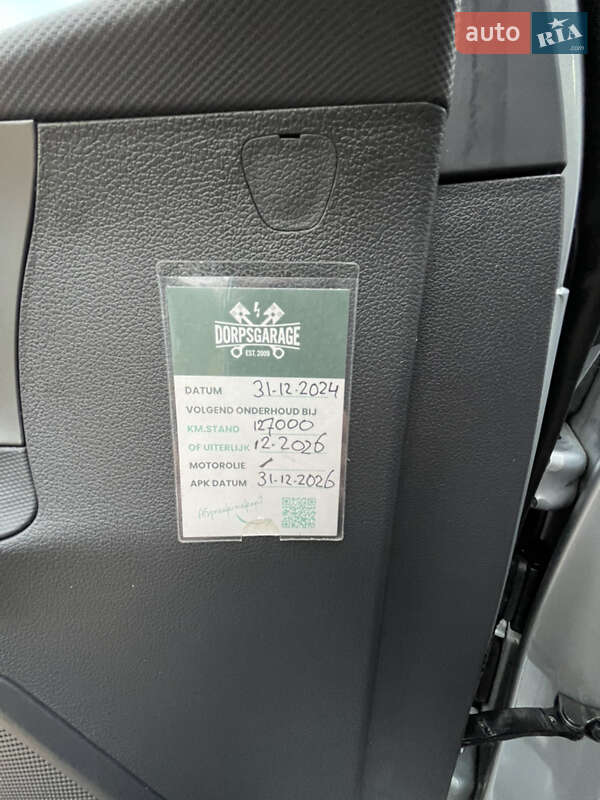 auto RIA.com
DORPSGARAGE
EST. 2009
DATUM 31-12-2024
VOLGEND ONDERHOUD BIJ
KM.STAND 127000
OF UITERLIJK 12-2026
MOTOROLIE /
APK DATUM 31-12-2026